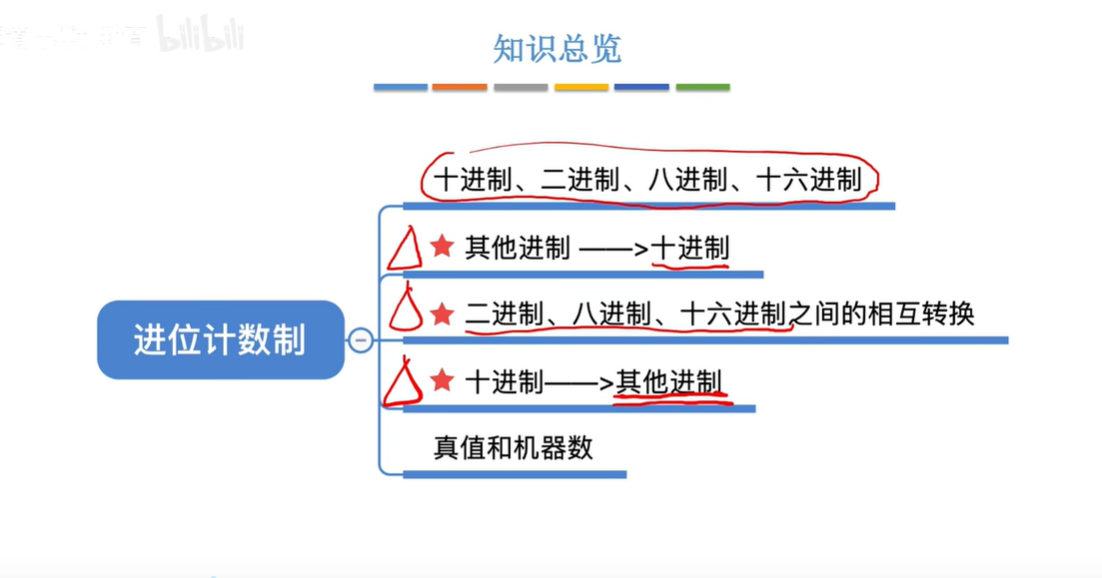 bilibili
知识总览
十进制、二进制、八进制、十六进制
★ 其他进制 ——>十进制
★ 二进制、八进制、十六进制之间的相互转换
进位计数制
★ 十进制——>其他进制
真值和机器数